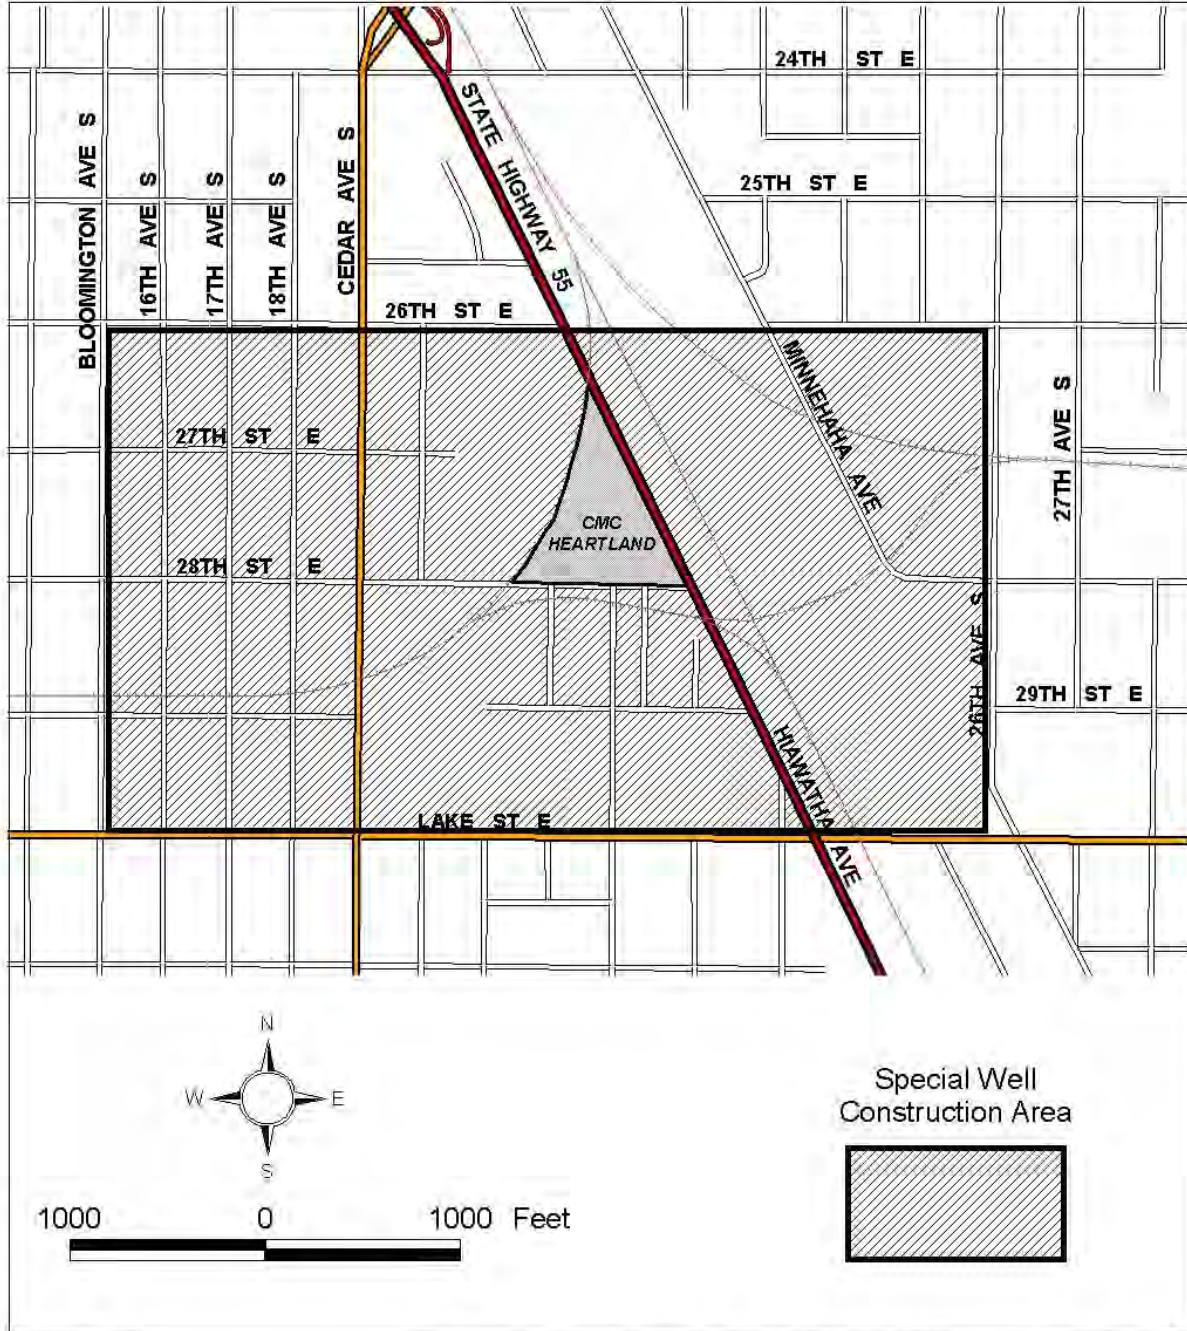 24TH ST E
STATE HIGHWAY 55
BLOOMINGTON AVE S
16TH AVE S
17TH AVE S
18TH AVE S
CEDAR AVE S
25TH ST E
26TH ST E
MINNEHAHA AVE
27TH AVE S
27TH ST E
CMC
HEARTLAND
28TH ST E
26TH AVE S
29TH ST E
HIAWATHA AVE
LAKE ST E
N
W E
S
Special Well
Construction Area
1000 0 1000 Feet